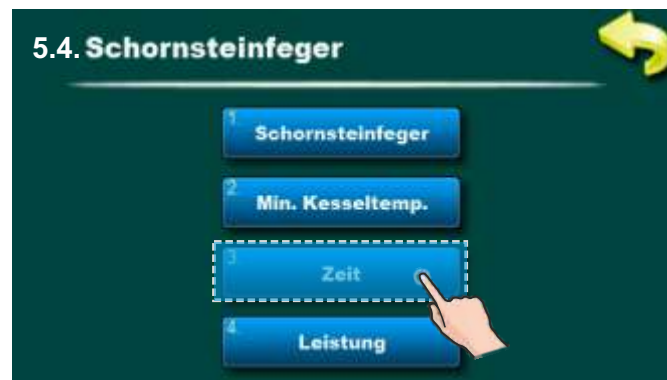 5.4. Schornsteinfeger
1
Schornsteinfeger
2
Min. Kesseltemp.
3
Zeit
4
Leistung